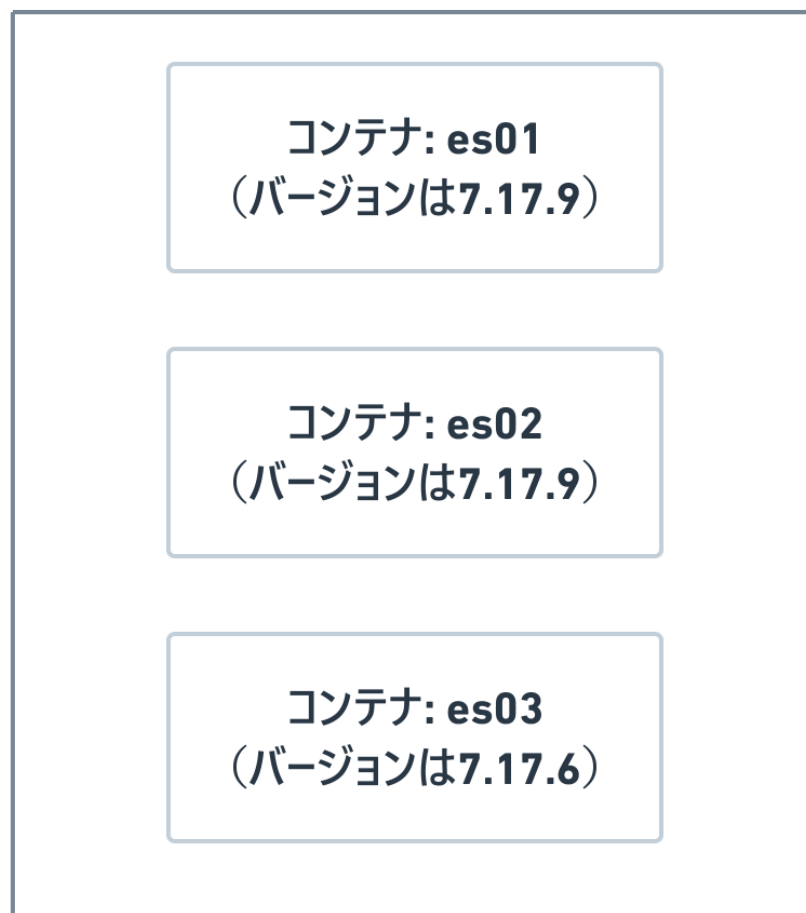 コンテナ: es01
（バージョンは7.17.9）
コンテナ: es02
（バージョンは7.17.9）
コンテナ: es03
（バージョンは7.17.6）